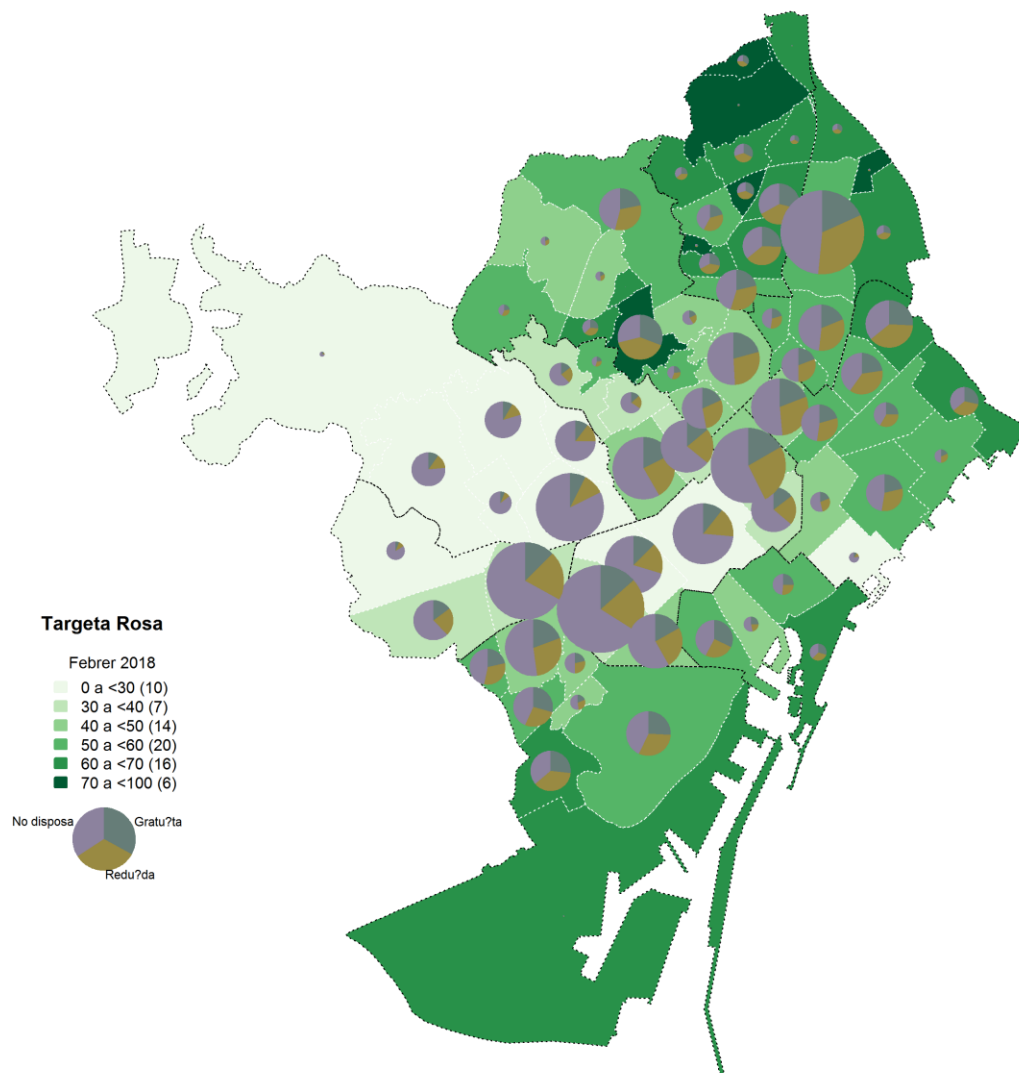 Targeta Rosa
Febrer 2018
0 a <30 (10)
30 a <40 (7)
40 a <50 (14)
50 a <60 (20)
60 a <70 (16)
70 a <100 (6)
No disposa
Gratu?ta
Redu?da